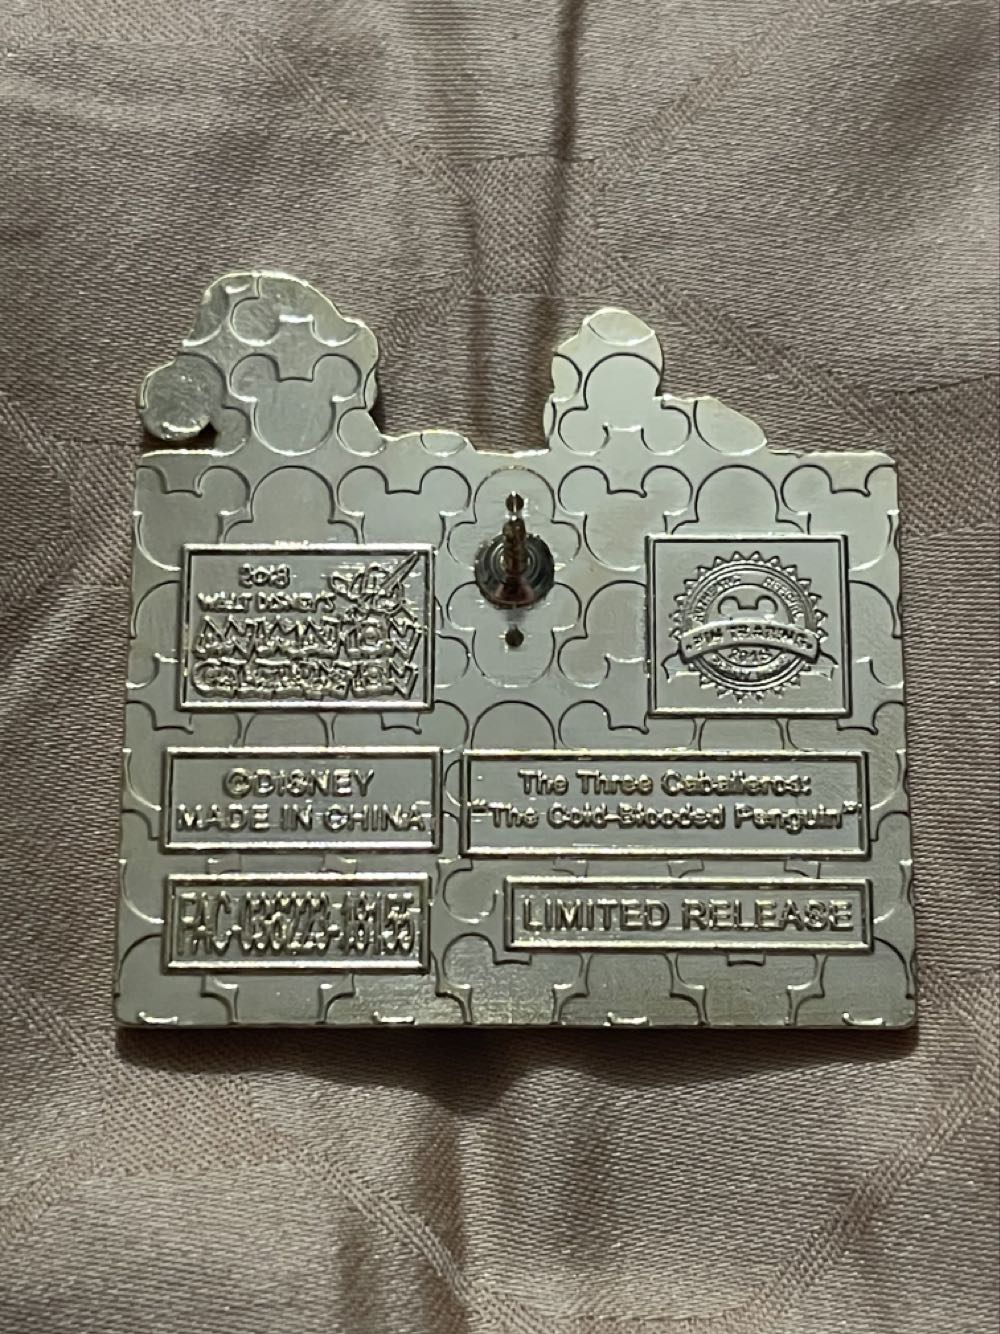 2018
WALT DISNEY'S
ANIMATION
CELEBRATION
PIN TRADING
©DISNEY
MADE IN CHINA
The Three Caballeros:
"The Cold-Blooded Penguin"
LIMITED RELEASE